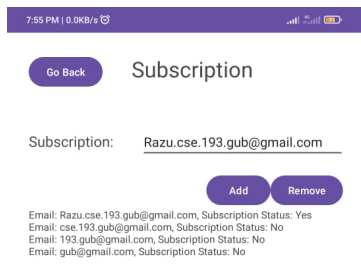 7:55 PM | 0.0KB/s
Go Back
Subscription
Subscription:
Razu.cse.193.gub@gmail.com
Add
Remove
Email: Razu.cse.193.gub@gmail.com, Subscription Status: Yes
Email: cse.193.gub@gmail.com, Subscription Status: No
Email: 193.gub@gmail.com, Subscription Status: No
Email: gub@gmail.com, Subscription Status: No